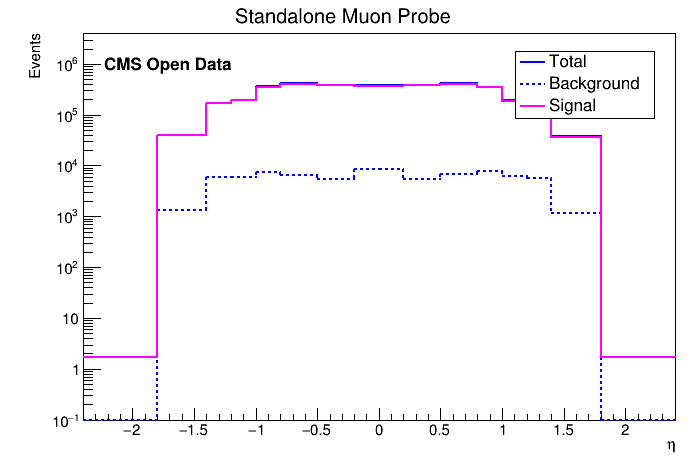 Standalone Muon Probe
Events
CMS Open Data
Total
Background
Signal
10⁶
10⁵
10⁴
10³
10²
10
1
10⁻¹
−2 −1.5 −1 −0.5 0 0.5 1 1.5 2
η